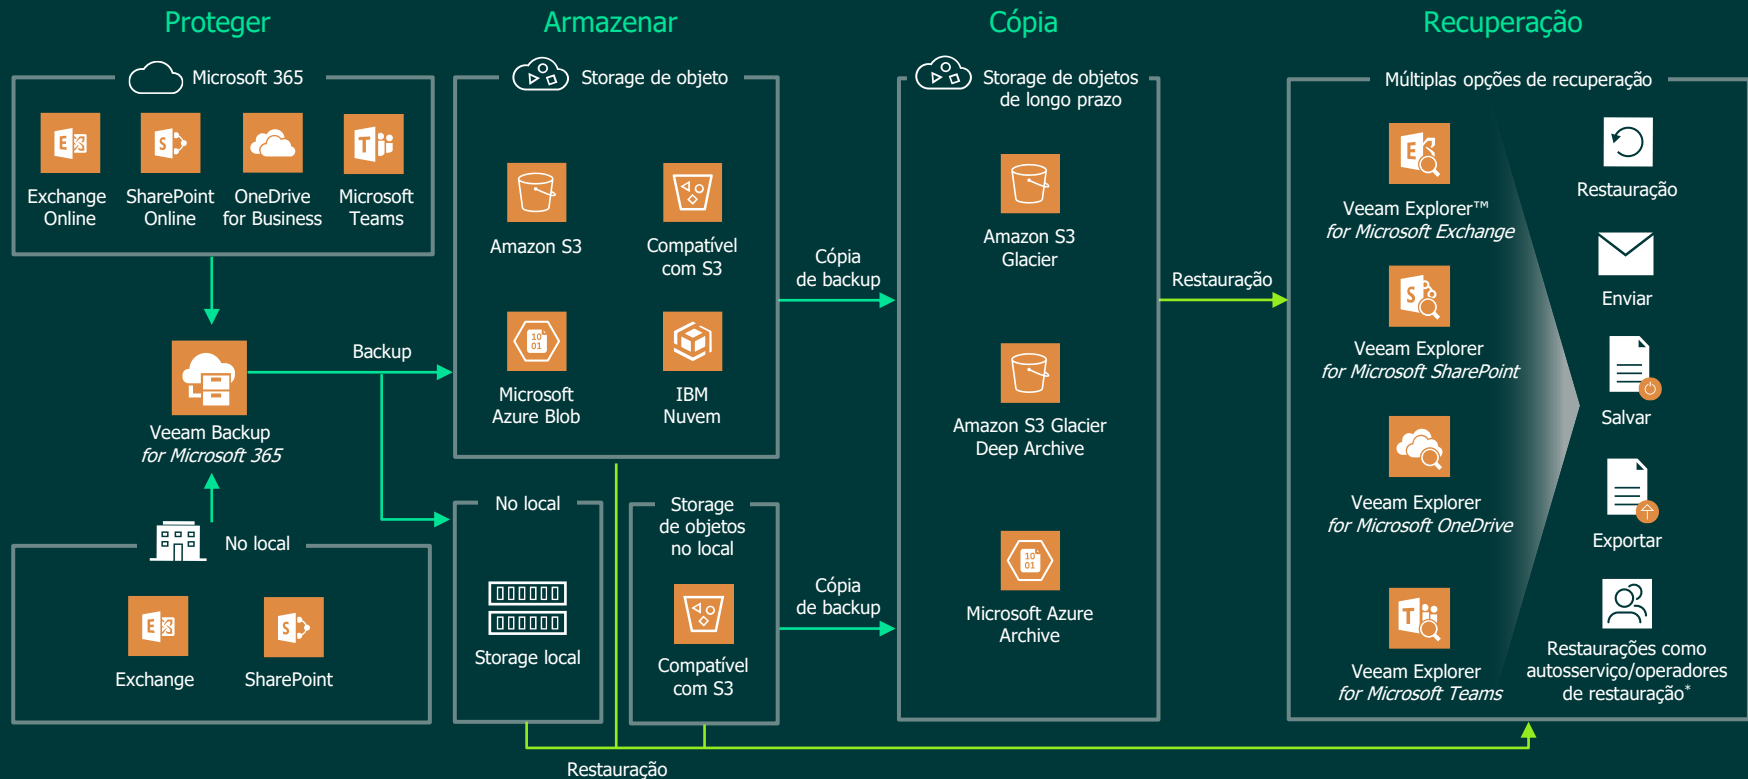 Proteger
Armazenar
Cópia
Recuperação
Microsoft 365
Exchange
Online
SharePoint
Online
OneDrive
for Business
Microsoft
Teams
Veeam Backup
for Microsoft 365
No local
Exchange
SharePoint
Backup
Storage de objeto
Amazon S3
Compatível
com S3
Microsoft
Azure Blob
IBM
Nuvem
No local
Storage local
Storage
de objetos
no local
Compatível
com S3
Cópia
de backup
Cópia
de backup
Storage de objetos
de longo prazo
Amazon S3
Glacier
Amazon S3 Glacier
Deep Archive
Microsoft Azure
Archive
Restauração
Múltiplas opções de recuperação
Veeam Explorer™
for Microsoft Exchange
Veeam Explorer
for Microsoft SharePoint
Veeam Explorer
for Microsoft OneDrive
Veeam Explorer
for Microsoft Teams
Restauração
Enviar
Salvar
Exportar
Restaurações como
autosserviço/operadores
de restauração*
Restauração